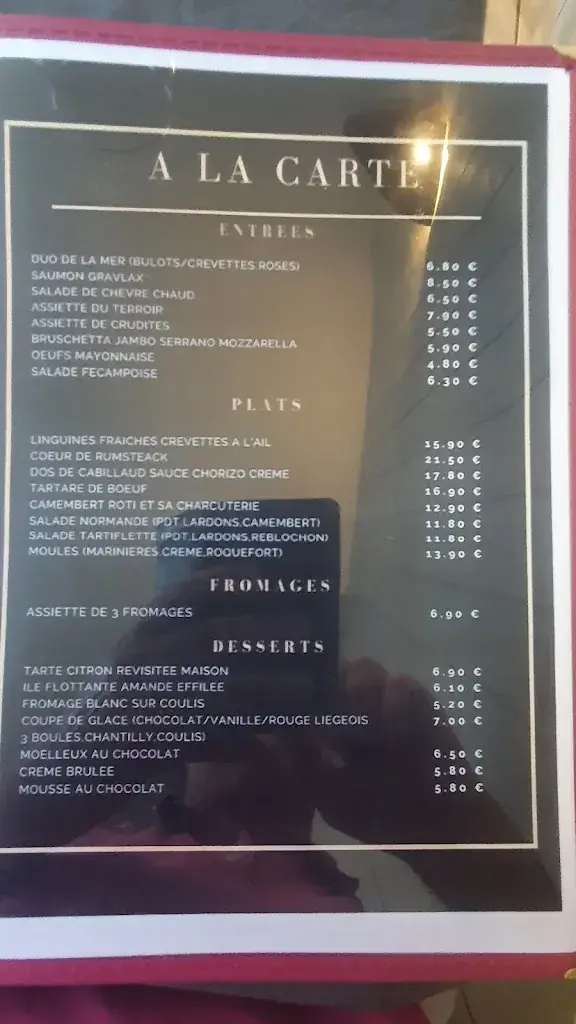 A LA CARTE
ENTREES
DUO DE LA MER (BULOTS/CREVETTES ROSES) 6.80 €
SAUMON GRAVLAX 8.50 €
SALADE DE CHEVRE CHAUD 6.50 €
ASSIETTE DU TERROIR 7.90 €
ASSIETTE DE CRUDITES 5.50 €
BRUSCHETTA JAMBO SERRANO MOZZARELLA 5.90 €
OEUFS MAYONNAISE 4.80 €
SALADE FECAMPOISE 6.30 €
PLATS
LINGUINES FRAICHES CREVETTES A L'AIL 15.90 €
COEUR DE RUMSTEACK 21.50 €
DOS DE CABILLAUD SAUCE CHORIZO CREME 17.80 €
TARTARE DE BOEUF 16.90 €
CAMEMBERT ROTI ET SA CHARCUTERIE 12.90 €
SALADE NORMANDE (PDT,LARDONS,CAMEMBERT) 11.80 €
SALADE TARTIFLETTE (PDT,LARDONS,REBLOCHON) 11.80 €
MOULES (MARINIERES,CREME,ROQUEFORT) 13.90 €
FROMAGES
ASSIETTE DE 3 FROMAGES 6.90 €
DESSERTS
TARTE CITRON REVISITEE MAISON 6.90 €
ILE FLOTTANTE AMANDE EFFILEE 6.10 €
FROMAGE BLANC SUR COULIS 5.20 €
COUPE DE GLACE (CHOCOLAT/VANILLE/ROUGE LIEGEOIS 7.00 €
3 BOULES,CHANTILLY,COULIS)
MOELLEUX AU CHOCOLAT 6.50 €
CREME BRULEE 5.80 €
MOUSSE AU CHOCOLAT 5.80 €